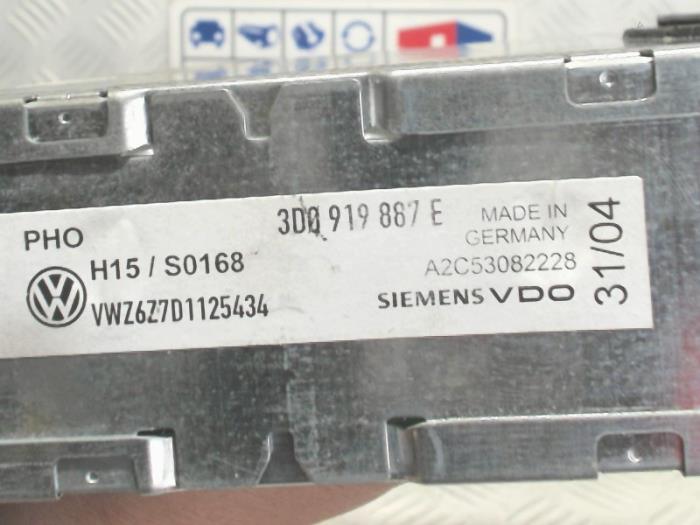 PHO
3D0 919 887 E
MADE IN
GERMANY
H15 / S0168
A2C53082228
VWZ6Z7D1125434
SIEMENS VDO
31/04